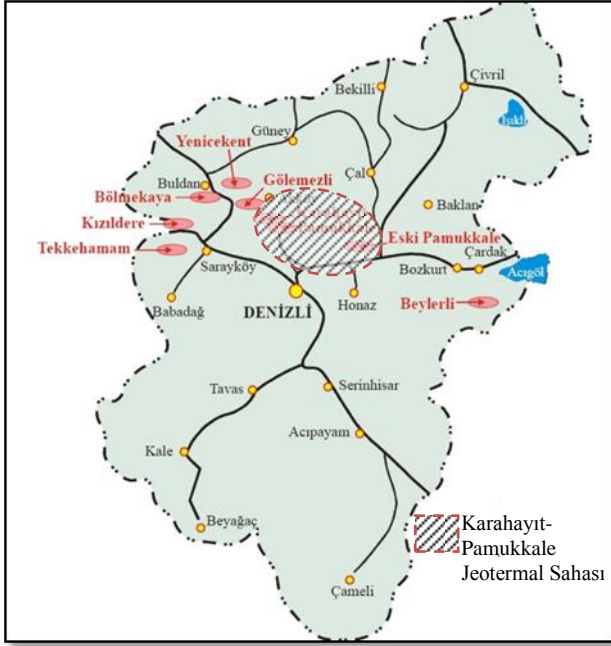 Çivril
Bekilli
Işıklı
Güney
Yenicekent
Çal
Buldan
Gölemezli
Bölmekaya
Baklan
Kızıldere
Eski Pamukkale
Tekkehamam
Çardak
Sarayköy
Bozkurt
Acıgöl
Babadağ
DENİZLİ
Honaz
Beylerli
Tavas
Serinhisar
Acıpayam
Kale
Beyağaç
Karahayıt-
Pamukkale
Jeotermal Sahası
Çameli